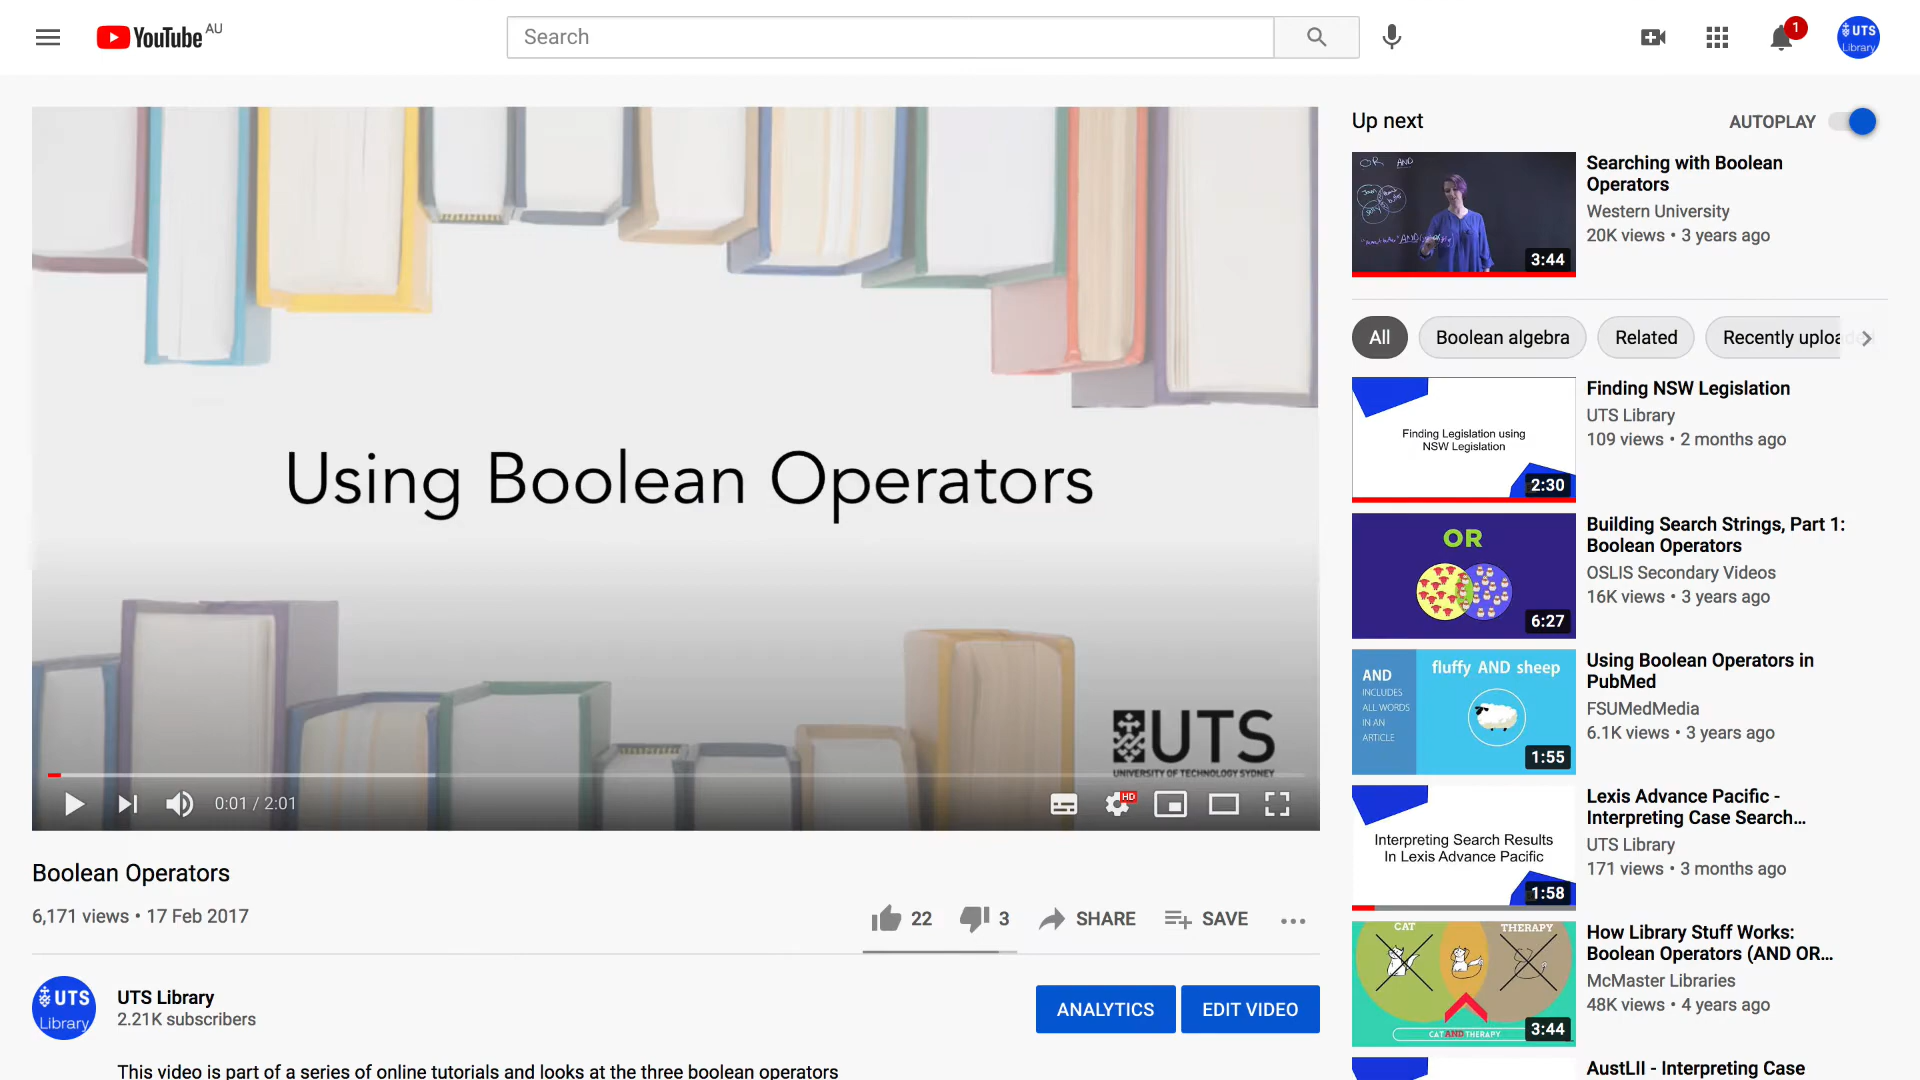 YouTube AU
Search
1
UTS
Library
Using Boolean Operators
UTS
UNIVERSITY OF TECHNOLOGY SYDNEY
0:01 / 2:01
HD
Boolean Operators
6,171 views • 17 Feb 2017
22
3
SHARE
SAVE
UTS
Library
UTS Library
2.21K subscribers
ANALYTICS
EDIT VIDEO
This video is part of a series of online tutorials and looks at the three boolean operators
Up next
AUTOPLAY
OR AND
3:44
Searching with Boolean
Operators
Western University
20K views • 3 years ago
All
Boolean algebra
Related
Recently uploaded
Finding Legislation using
NSW Legislation
2:30
Finding NSW Legislation
UTS Library
109 views • 2 months ago
OR
6:27
Building Search Strings, Part 1:
Boolean Operators
OSLIS Secondary Videos
16K views • 3 years ago
AND
INCLUDES
ALL WORDS
IN AN
ARTICLE
fluffy AND sheep
1:55
Using Boolean Operators in
PubMed
FSUMedMedia
6.1K views • 3 years ago
Interpreting Search Results
In Lexis Advance Pacific
1:58
Lexis Advance Pacific -
Interpreting Case Search...
UTS Library
171 views • 3 months ago
CAT
THERAPY
CAT AND THERAPY
3:44
How Library Stuff Works:
Boolean Operators (AND OR...
McMaster Libraries
48K views • 4 years ago
AustLII - Interpreting Case